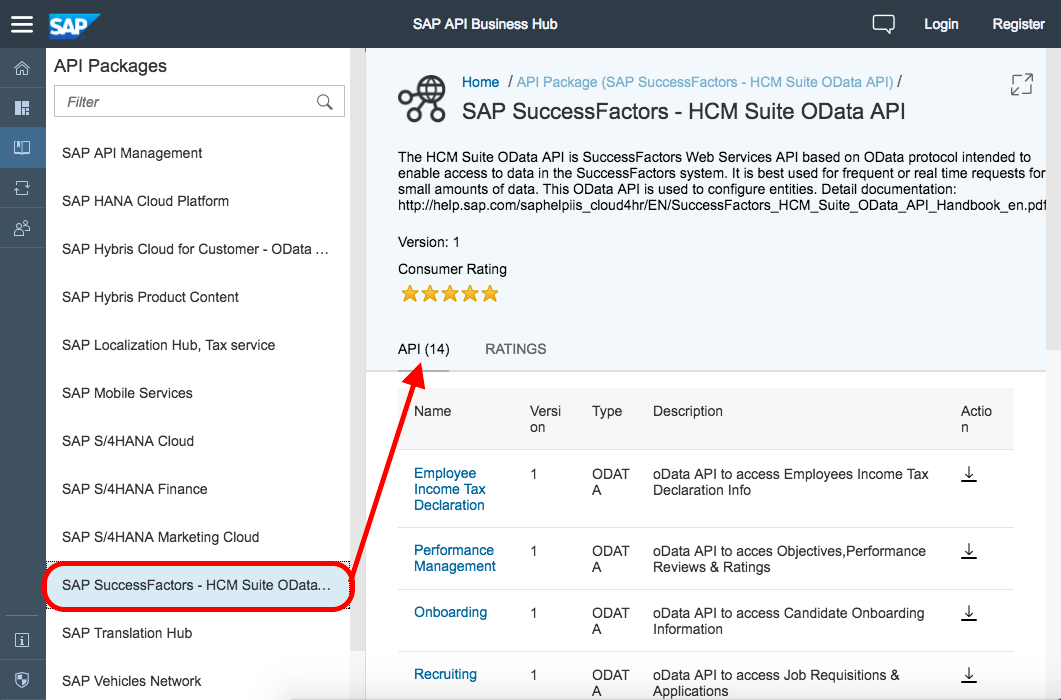 SAP
SAP API Business Hub
Login
Register
API Packages
Filter
SAP API Management
SAP HANA Cloud Platform
SAP Hybris Cloud for Customer - OData ...
SAP Hybris Product Content
SAP Localization Hub, Tax service
SAP Mobile Services
SAP S/4HANA Cloud
SAP S/4HANA Finance
SAP S/4HANA Marketing Cloud
SAP SuccessFactors - HCM Suite OData...
SAP Translation Hub
SAP Vehicles Network
Home / API Package (SAP SuccessFactors - HCM Suite OData API) /
SAP SuccessFactors - HCM Suite OData API
The HCM Suite OData API is SuccessFactors Web Services API based on OData protocol intended to
enable access to data in the SuccessFactors system. It is best used for frequent or real time requests for
small amounts of data. This OData API is used to configure entities. Detail documentation:
http://help.sap.com/saphelpiis_cloud4hr/EN/SuccessFactors_HCM_Suite_OData_API_Handbook_en.pdf
Version: 1
Consumer Rating
API (14)
RATINGS
Name
Versi
on
Type
Description
Actio
n
Employee
Income Tax
Declaration
1
ODAT
A
oData API to access Employees Income Tax
Declaration Info
Performance
Management
1
ODAT
A
oData API to acces Objectives,Performance
Reviews & Ratings
Onboarding
1
ODAT
A
oData API to access Candidate Onboarding
Information
Recruiting
1
ODAT
A
oData API to access Job Requisitions &
Applications